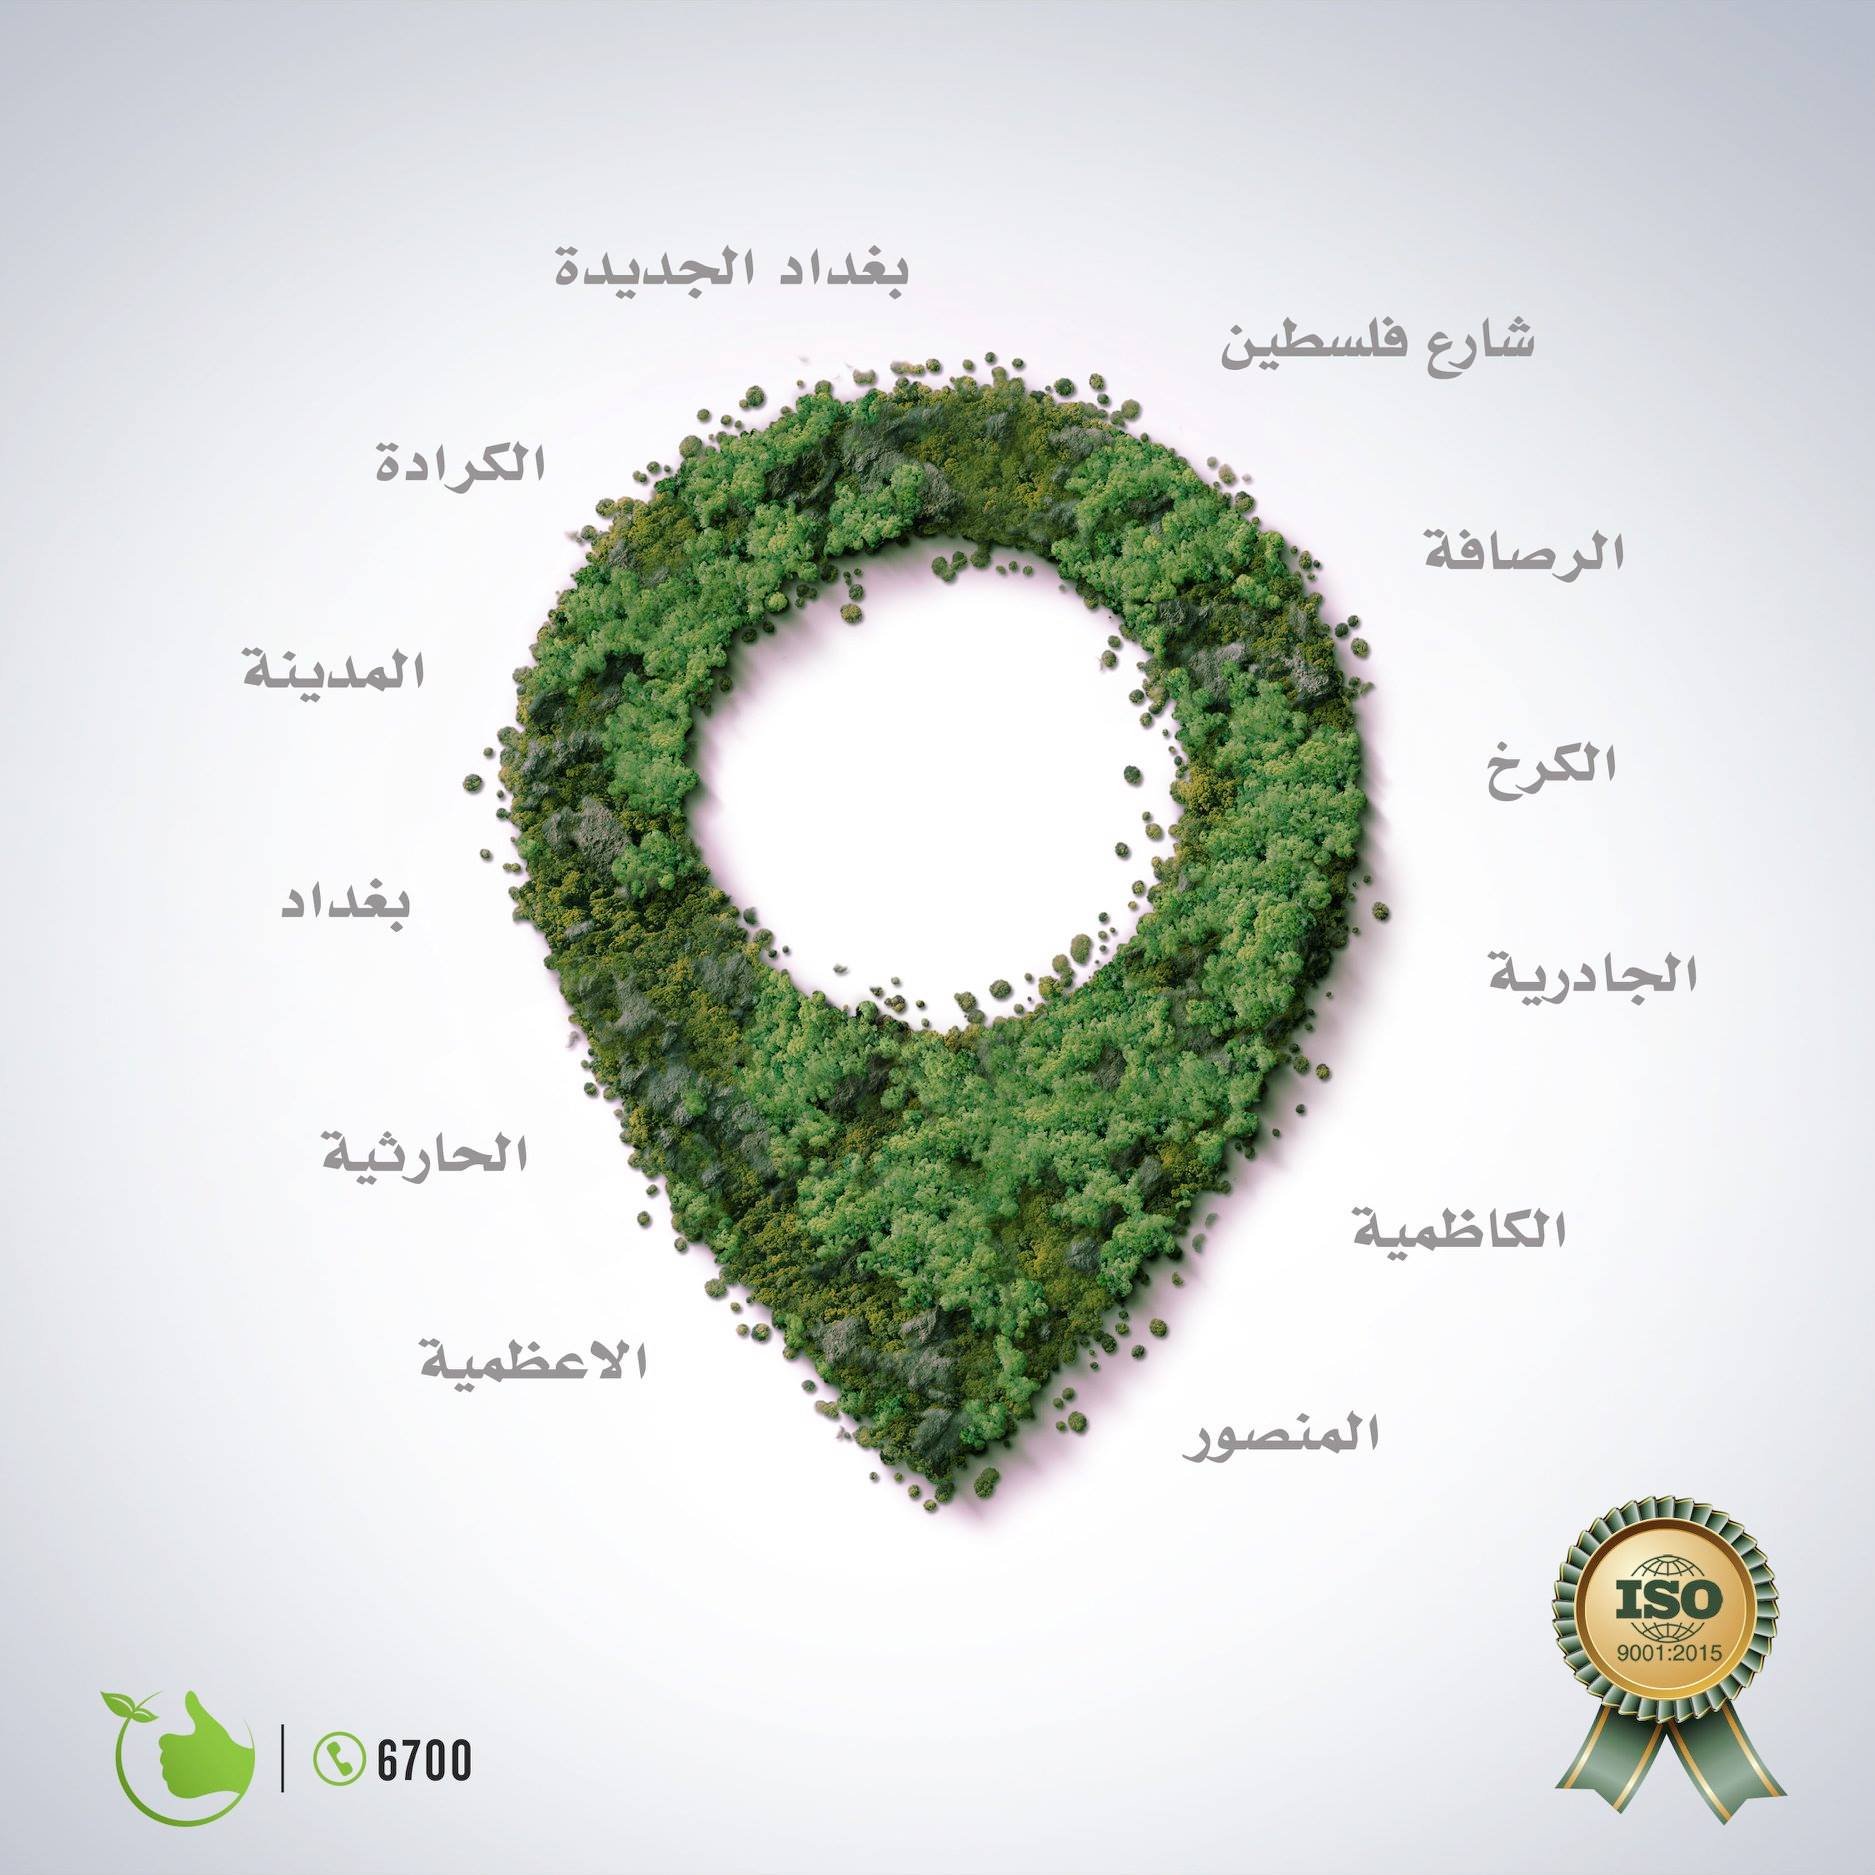 بغداد الجديدة
شارع فلسطين
الكرادة
الرصافة
المدينة
الكرخ
بغداد
الجادرية
الحارثية
الكاظمية
الاعظمية
المنصور
ISO
9001:2015
6700